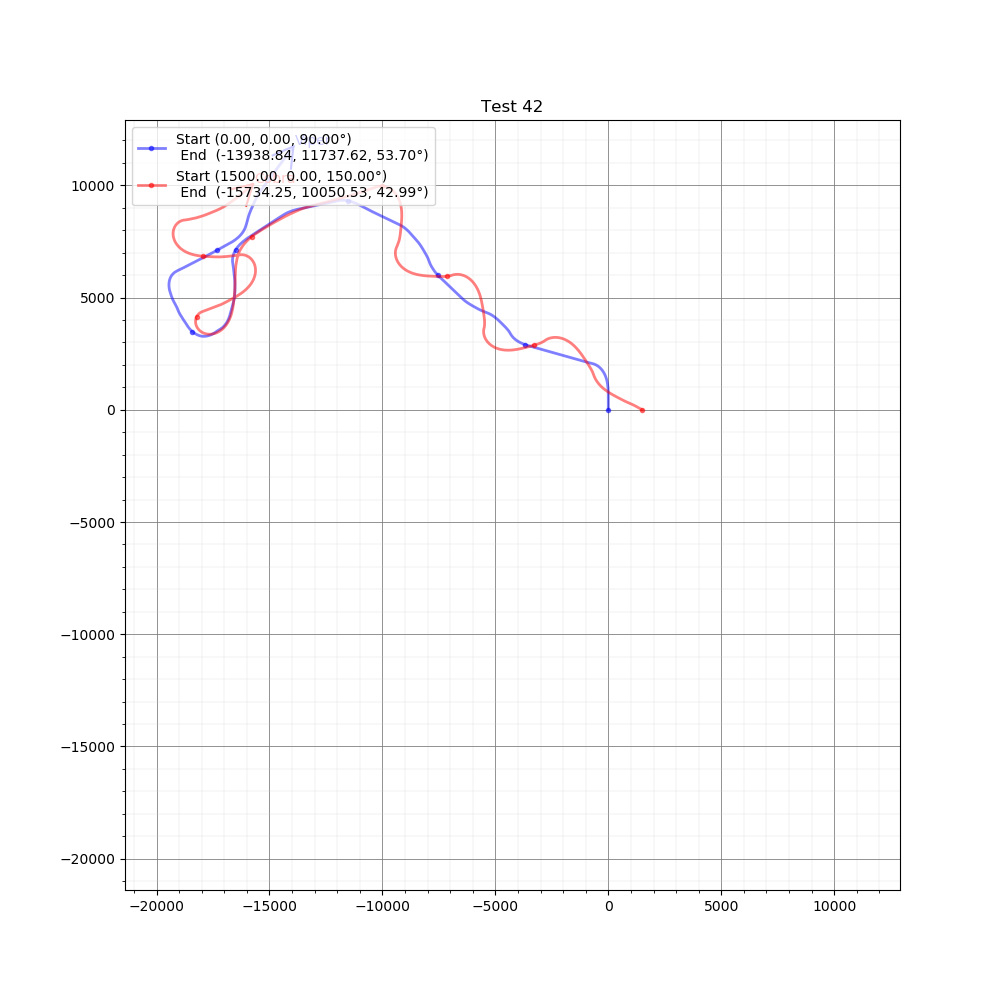 Test 42
Start (0.00, 0.00, 90.00°)
End (-13938.84, 11737.62, 53.70°)
Start (1500.00, 0.00, 150.00°)
End (-15734.25, 10050.53, 42.99°)
10000
5000
0
−5000
−10000
−15000
−20000
−20000 −15000 −10000 −5000 0 5000 10000